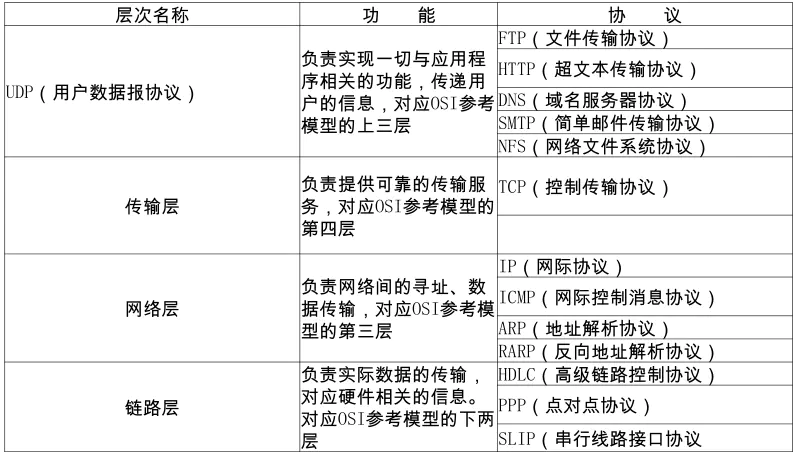 层次名称 功 能 协 议
UDP（用户数据报协议）
负责实现一切与应用程
序相关的功能，传递用
户的信息，对应OSI参考
模型的上三层
FTP（文件传输协议）
HTTP（超文本传输协议）
DNS（域名服务器协议）
SMTP（简单邮件传输协议）
NFS（网络文件系统协议）
传输层
负责提供可靠的传输服
务，对应OSI参考模型的
第四层
TCP（控制传输协议）
网络层
负责网络间的寻址、数
据传输，对应OSI参考模
型的第三层
IP（网际协议）
ICMP（网际控制消息协议）
ARP（地址解析协议）
RARP（反向地址解析协议）
链路层
负责实际数据的传输，
对应硬件相关的信息。
对应OSI参考模型的下两
层
HDLC（高级链路控制协议）
PPP（点对点协议）
SLIP（串行线路接口协议